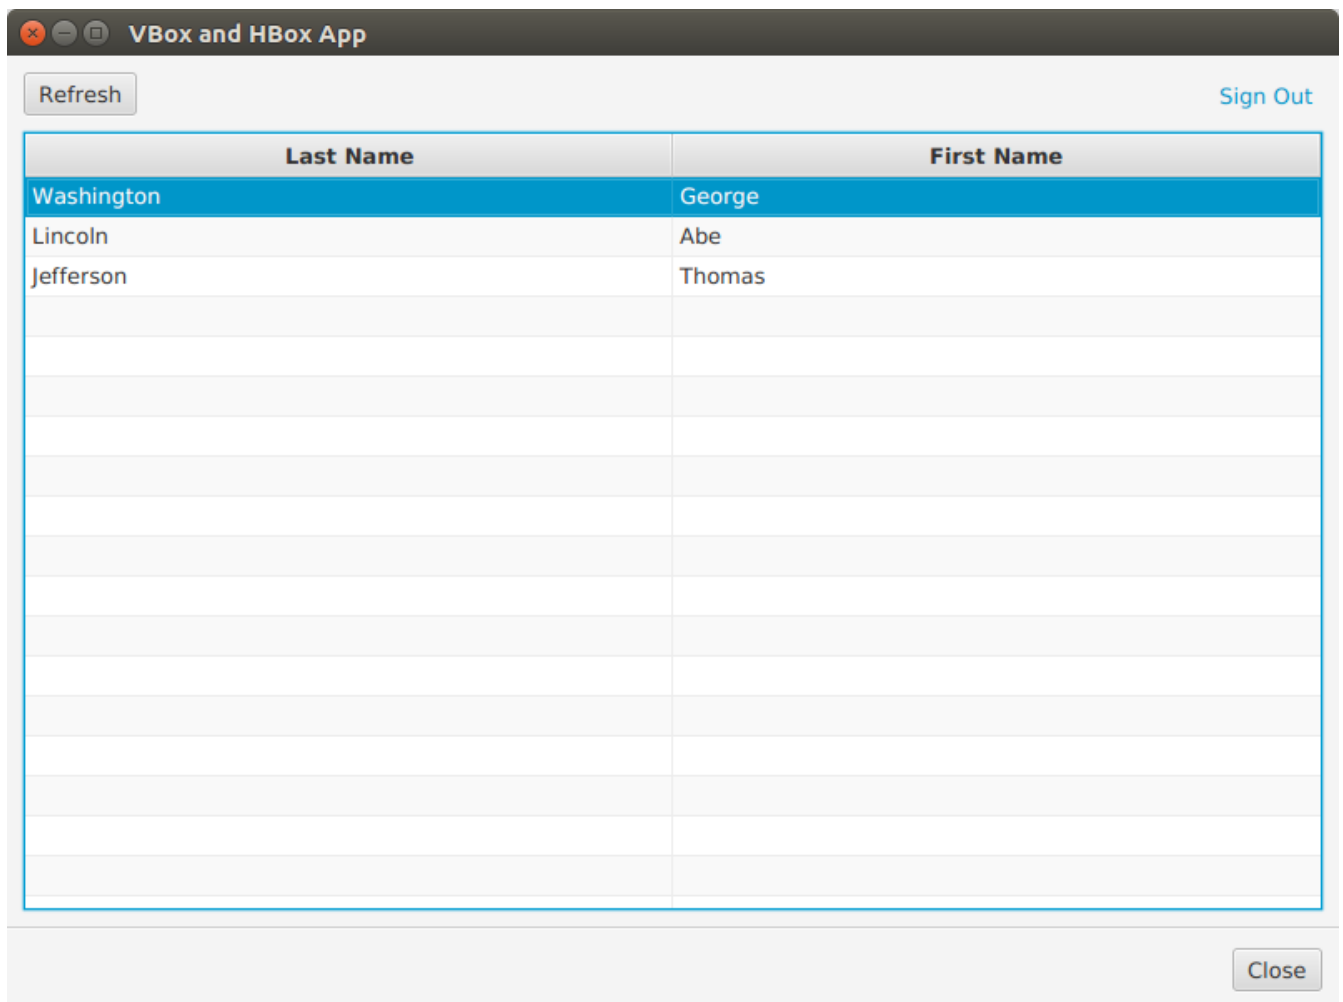 VBox and HBox App
Refresh
Sign Out
Last Name First Name
Washington George
Lincoln Abe
Jefferson Thomas
Close